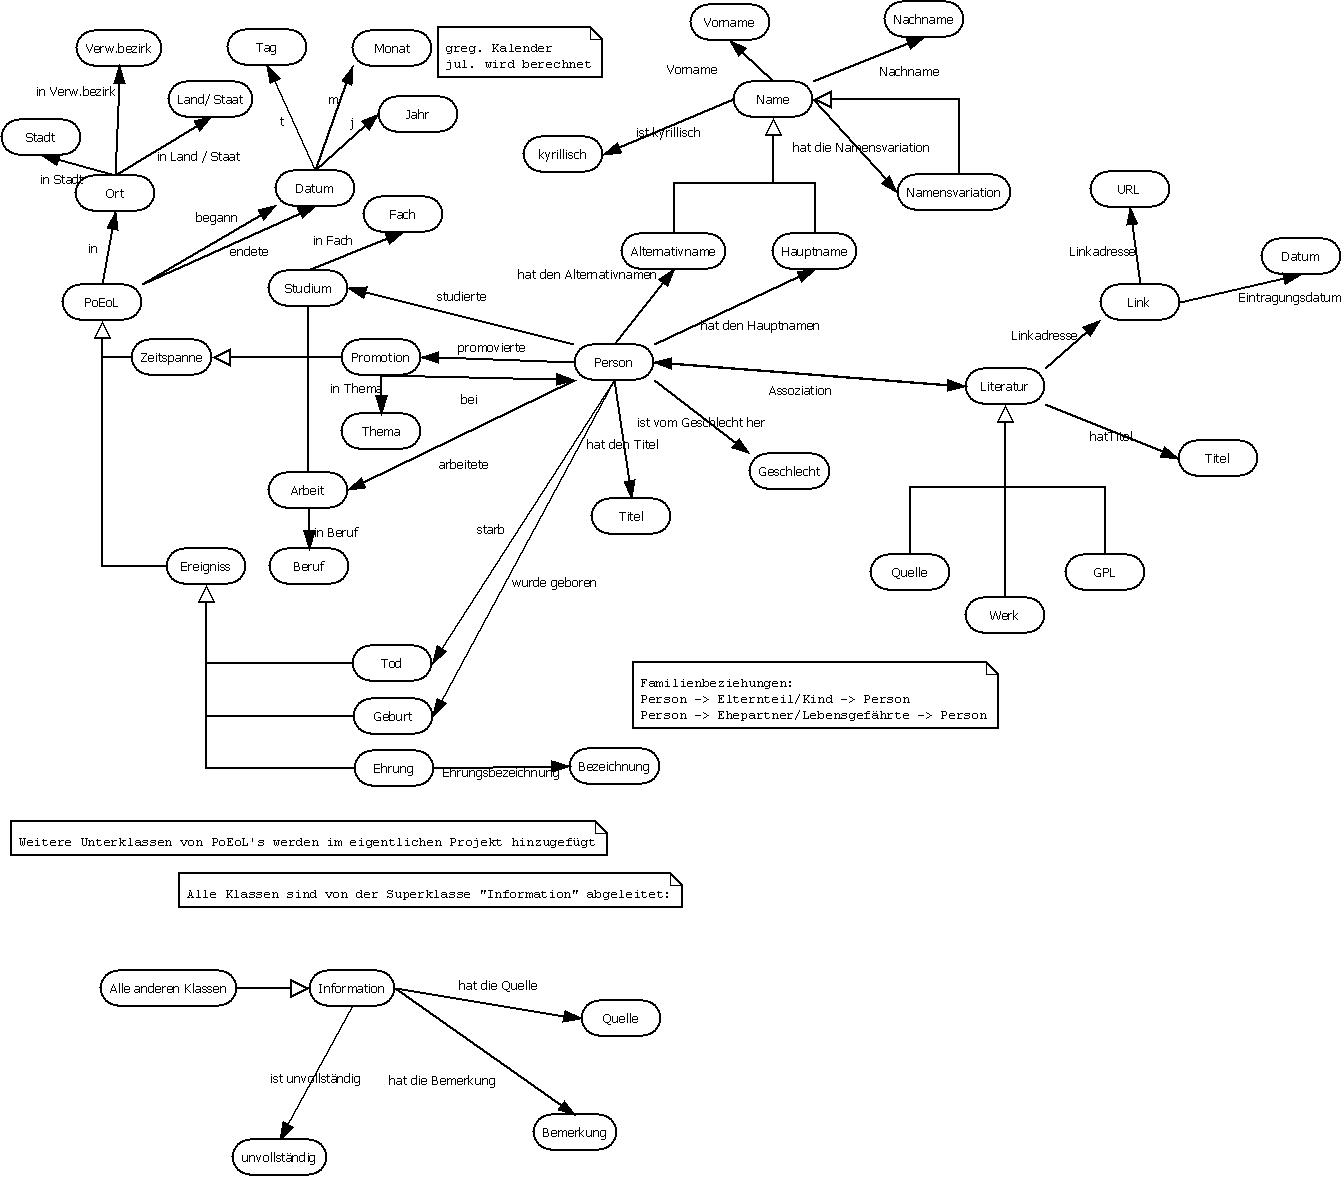 Vorname
Nachname
Verw.bezirk
Tag
Monat
greg. Kalender
jul. wird berechnet
Vorname
Nachname
in Verw.bezirk
Land/ Staat
m
Name
Stadt
t
j
Jahr
ist kyrillisch
kyrillisch
hat die Namensvariation
in Land / Staat
in Stadt
Ort
Datum
Namensvariation
URL
begann
Fach
in
endete
in Fach
Alternativname
Hauptname
Linkadresse
Datum
hat den Alternativnamen
PoEoL
Studium
studierte
Link
Eintragungsdatum
hat den Hauptnamen
Linkadresse
Zeitspanne
Promotion
promovierte
Person
in Thema
bei
Assoziation
Literatur
Thema
ist vom Geschlecht her
hat den Titel
hatTitel
arbeitete
Geschlecht
Titel
Arbeit
Titel
in Beruf
starb
Ereigniss
Beruf
wurde geboren
Quelle
GPL
Werk
Tod
Familienbeziehungen:
Person -> Elternteil/Kind -> Person
Person -> Ehepartner/Lebensgefährte -> Person
Geburt
Ehrung
Ehrungsbezeichnung
Bezeichnung
Weitere Unterklassen von PoEoL's werden im eigentlichen Projekt hinzugefügt
Alle Klassen sind von der Superklasse "Information" abgeleitet:
Alle anderen Klassen
Information
hat die Quelle
Quelle
ist unvollständig
hat die Bemerkung
Bemerkung
unvollständig